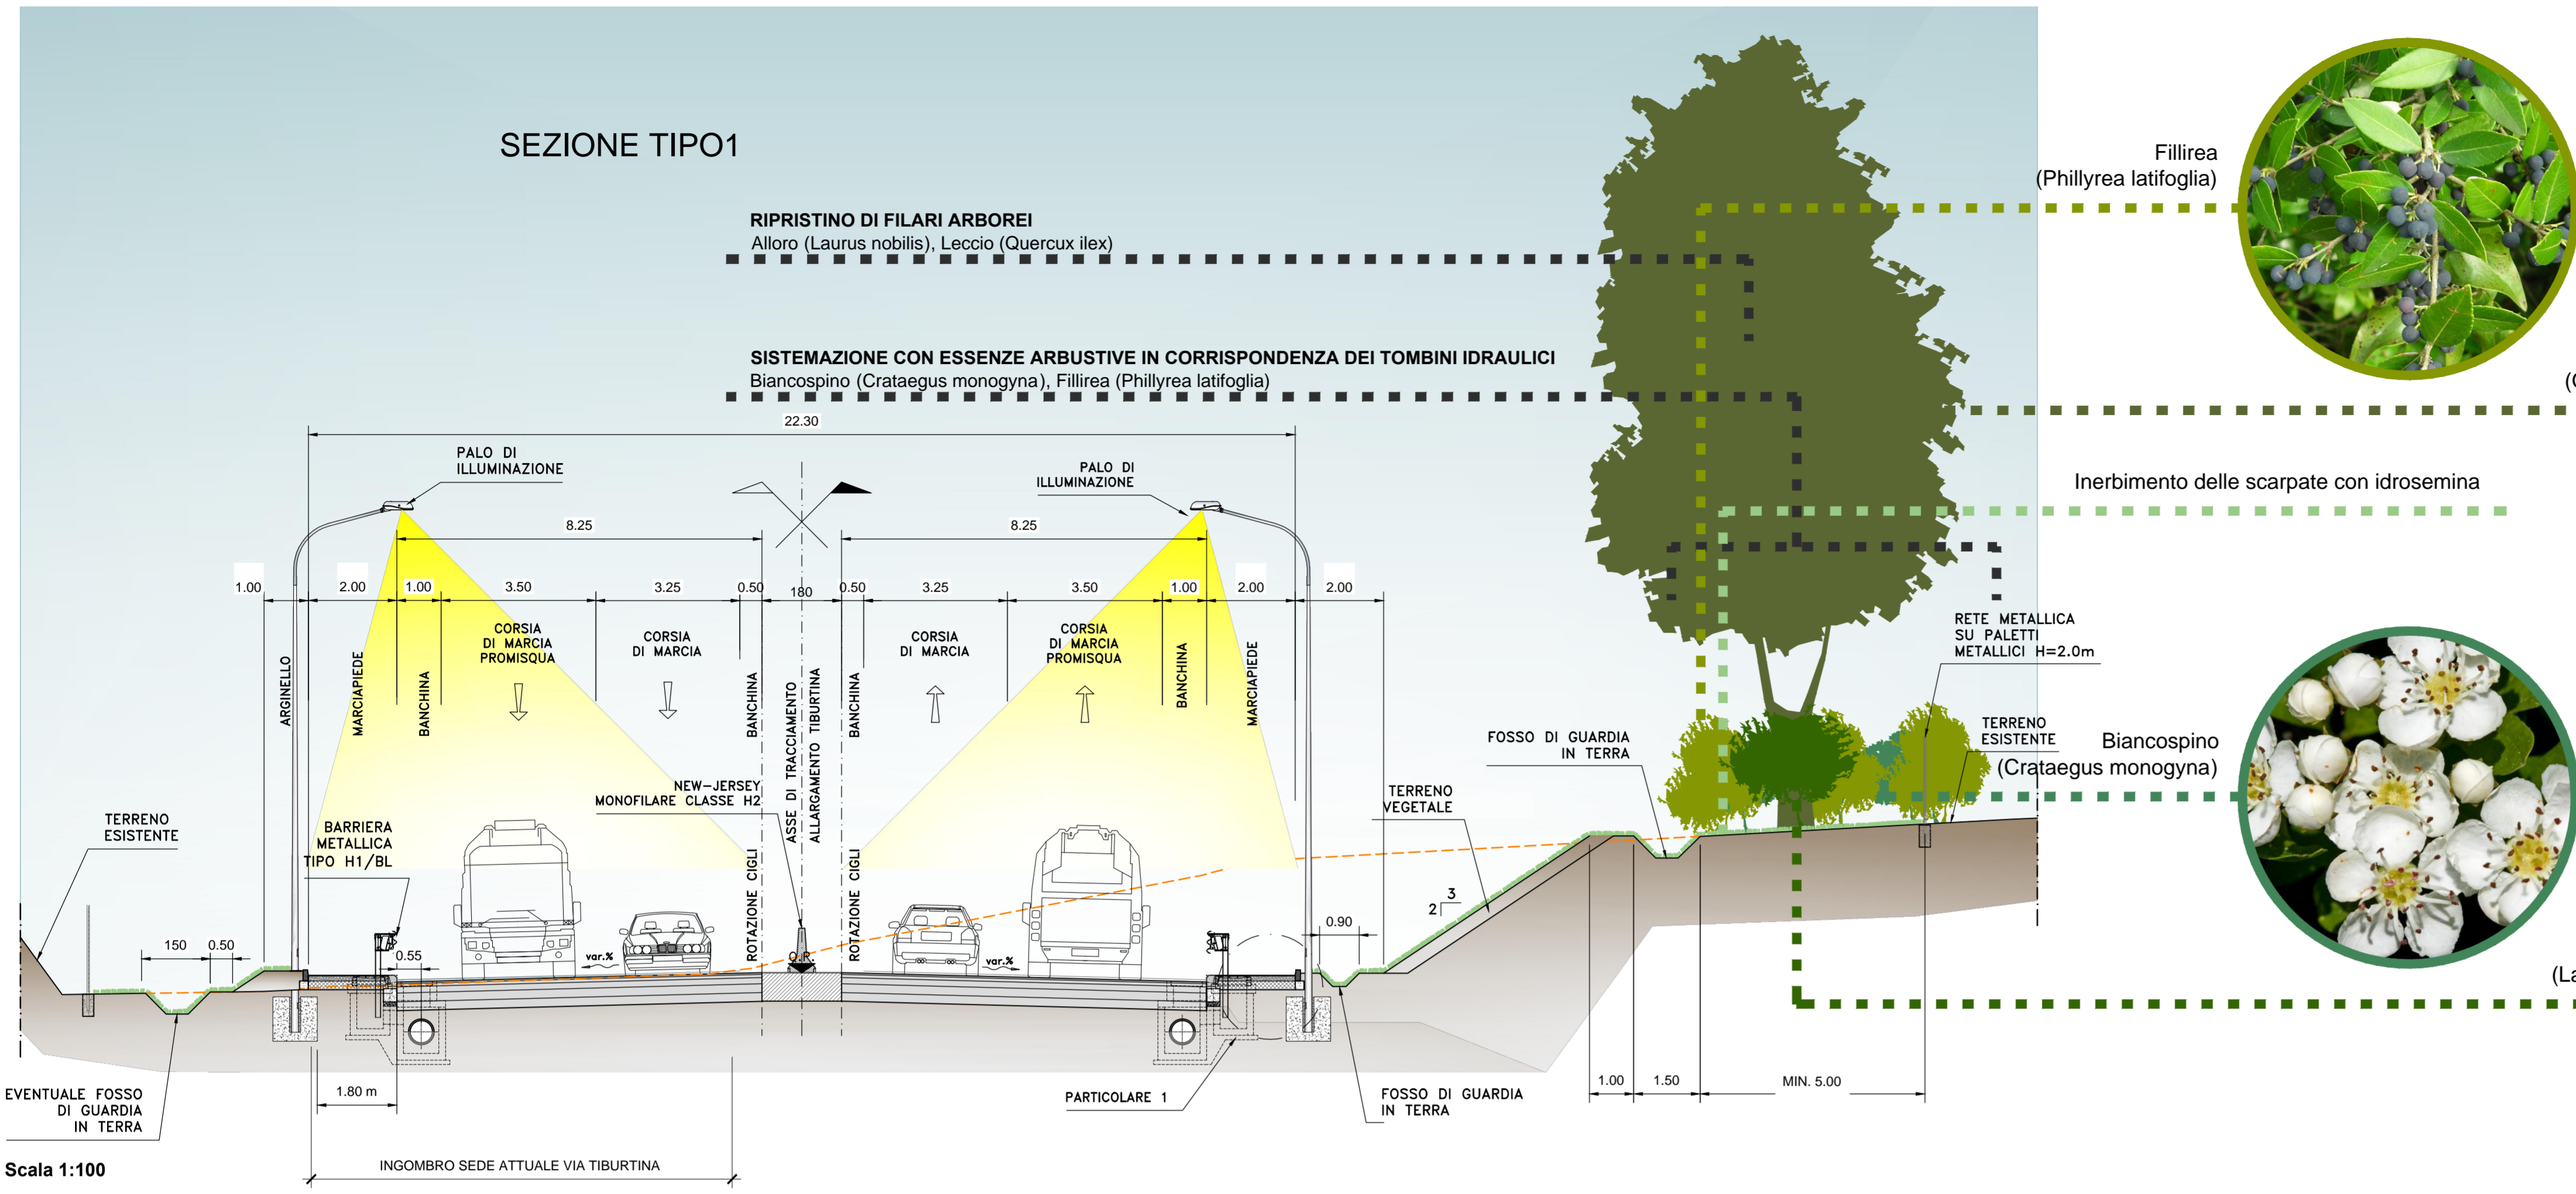 SEZIONE TIPO1
RIPRISTINO DI FILARI ARBOREI
Alloro (Laurus nobilis), Leccio (Quercux ilex)
SISTEMAZIONE CON ESSENZE ARBUSTIVE IN CORRISPONDENZA DEI TOMBINI IDRAULICI
Biancospino (Crataegus monogyna), Fillirea (Phillyrea latifoglia)
Fillirea
(Phillyrea latifoglia)
(Q
Inerbimento delle scarpate con idrosemina
22.30
PALO DI
ILLUMINAZIONE
PALO DI
ILLUMINAZIONE
8.25
8.25
1.00
2.00
1.00
3.50
3.25
0.50
180
0.50
3.25
3.50
1.00
2.00
2.00
ARGINELLO
MARCIAPIEDE
BANCHINA
CORSIA
DI MARCIA
PROMISQUA
CORSIA
DI MARCIA
BANCHINA
ASSE DI TRACCIAMENTO
ALLARGAMENTO TIBURTINA
BANCHINA
CORSIA
DI MARCIA
CORSIA
DI MARCIA
PROMISQUA
BANCHINA
MARCIAPIEDE
RETE METALLICA
SU PALETTI
METALLICI H=2.0m
TERRENO
ESISTENTE
FOSSO DI GUARDIA
IN TERRA
Biancospino
(Crataegus monogyna)
NEW-JERSEY
MONOFILARE CLASSE H2
TERRENO
VEGETALE
TERRENO
ESISTENTE
BARRIERA
METALLICA
TIPO H1/BL
ROTAZIONE CIGLI
ROTAZIONE CIGLI
3
2
0.90
150
0.50
0.55
var.%
var.%
(La
EVENTUALE FOSSO
DI GUARDIA
IN TERRA
1.80 m
PARTICOLARE 1
FOSSO DI GUARDIA
IN TERRA
1.00
1.50
MIN. 5.00
INGOMBRO SEDE ATTUALE VIA TIBURTINA
Scala 1:100